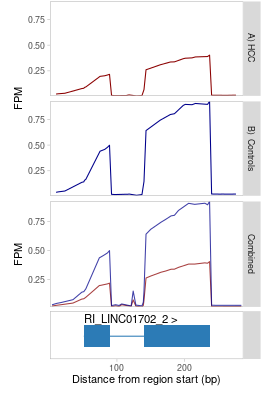 0.75
0.50
0.25
A) HCC
FPM
0.75
0.50
0.25
B) Controls
0.75
0.50
0.25
FPM
Combined
RI_LINC01702_2 >
100
200
Distance from region start (bp)